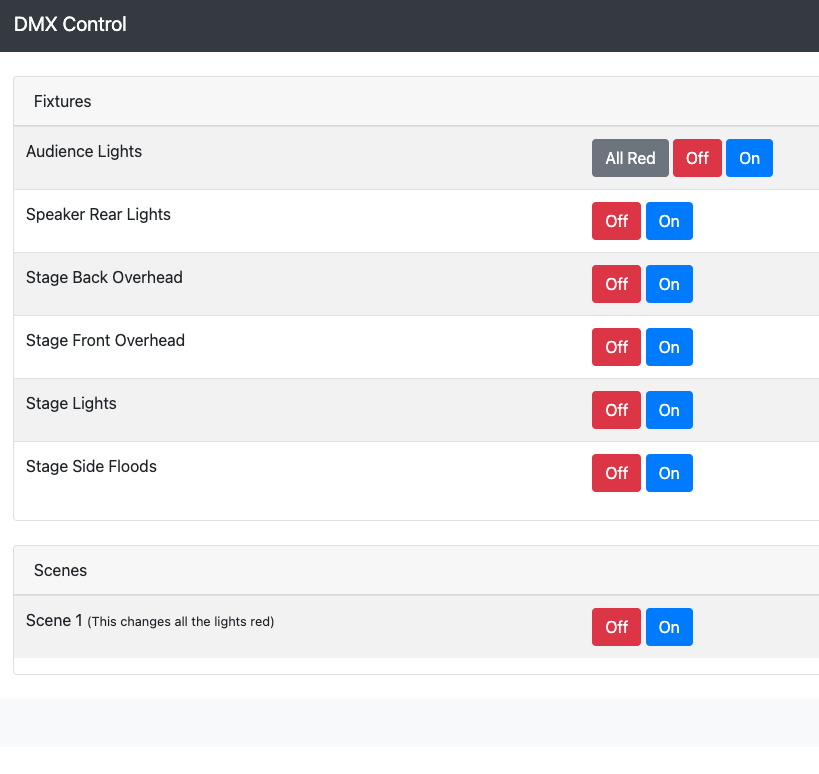 DMX Control
Fixtures
Audience Lights All Red Off On
Speaker Rear Lights Off On
Stage Back Overhead Off On
Stage Front Overhead Off On
Stage Lights Off On
Stage Side Floods Off On
Scenes
Scene 1 (This changes all the lights red) Off On